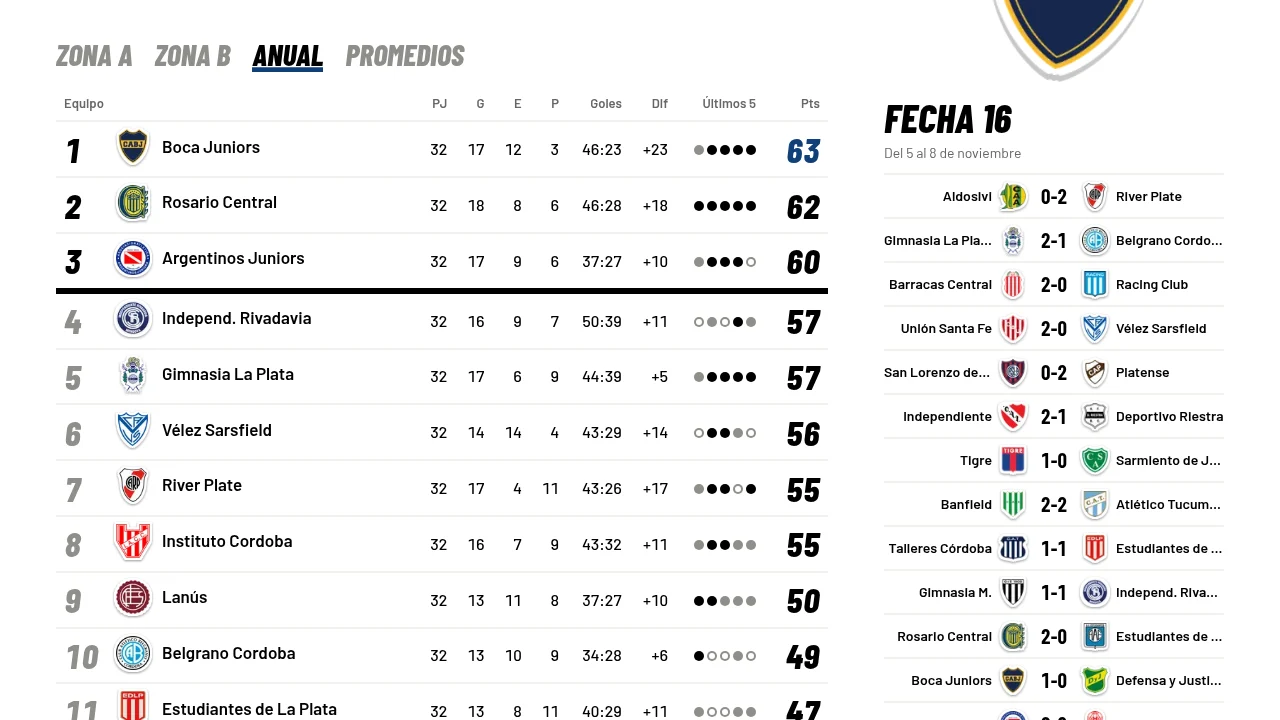 ZONA A ZONA B ANUAL PROMEDIOS
Equipo PJ G E P Goles Dif Últimos 5 Pts
1 Boca Juniors 32 17 12 3 46:23 +23 63
2 Rosario Central 32 18 8 6 46:28 +18 62
3 Argentinos Juniors 32 17 9 6 37:27 +10 60
4 Independ. Rivadavia 32 16 9 7 50:39 +11 57
5 Gimnasia La Plata 32 17 6 9 44:39 +5 57
6 Vélez Sarsfield 32 14 14 4 43:29 +14 56
7 River Plate 32 17 4 11 43:26 +17 55
8 Instituto Cordoba 32 16 7 9 43:32 +11 55
9 Lanús 32 13 11 8 37:27 +10 50
10 Belgrano Cordoba 32 13 10 9 34:28 +6 49
11 Estudiantes de La Plata 32 13 8 11 40:29 +11 47
FECHA 16
Del 5 al 8 de noviembre
Aldosivi 0-2 River Plate
Gimnasia La Pla... 2-1 Belgrano Cordo...
Barracas Central 2-0 Racing Club
Unión Santa Fe 2-0 Vélez Sarsfield
San Lorenzo de... 0-2 Platense
Independiente 2-1 Deportivo Riestra
Tigre 1-0 Sarmiento de J...
Banfield 2-2 Atlético Tucum...
Talleres Córdoba 1-1 Estudiantes de ...
Gimnasia M. 1-1 Independ. Riva...
Rosario Central 2-0 Estudiantes de ...
Boca Juniors 1-0 Defensa y Justi...